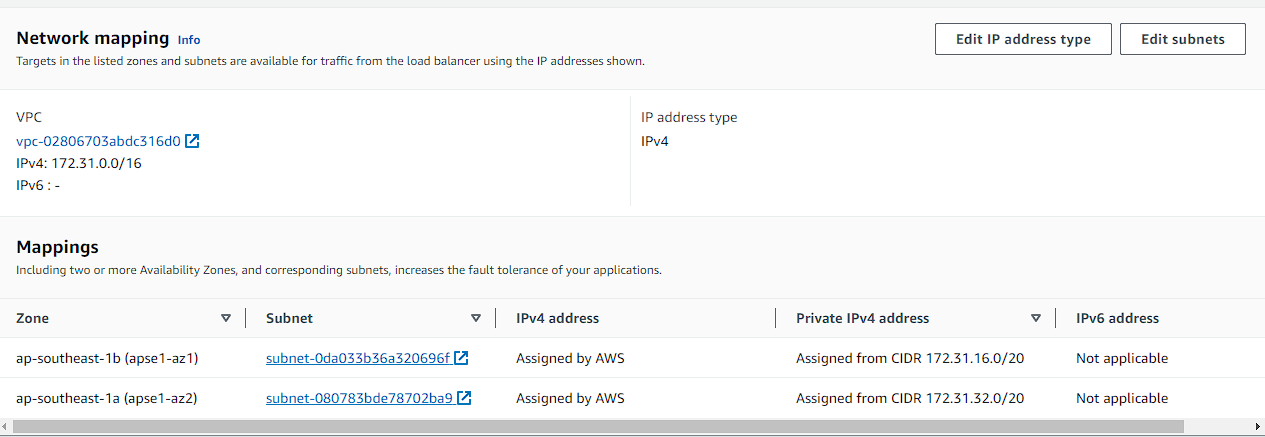 Network mapping Info
Edit IP address type
Edit subnets
Targets in the listed zones and subnets are available for traffic from the load balancer using the IP addresses shown.
VPC
vpc-02806703abdc316d0
IPv4: 172.31.0.0/16
IPv6 : -
IP address type
IPv4
Mappings
Including two or more Availability Zones, and corresponding subnets, increases the fault tolerance of your applications.
Zone Subnet IPv4 address Private IPv4 address IPv6 address
ap-southeast-1b (apse1-az1) subnet-0da033b36a320696f Assigned by AWS Assigned from CIDR 172.31.16.0/20 Not applicable
ap-southeast-1a (apse1-az2) subnet-080783bde78702ba9 Assigned by AWS Assigned from CIDR 172.31.32.0/20 Not applicable